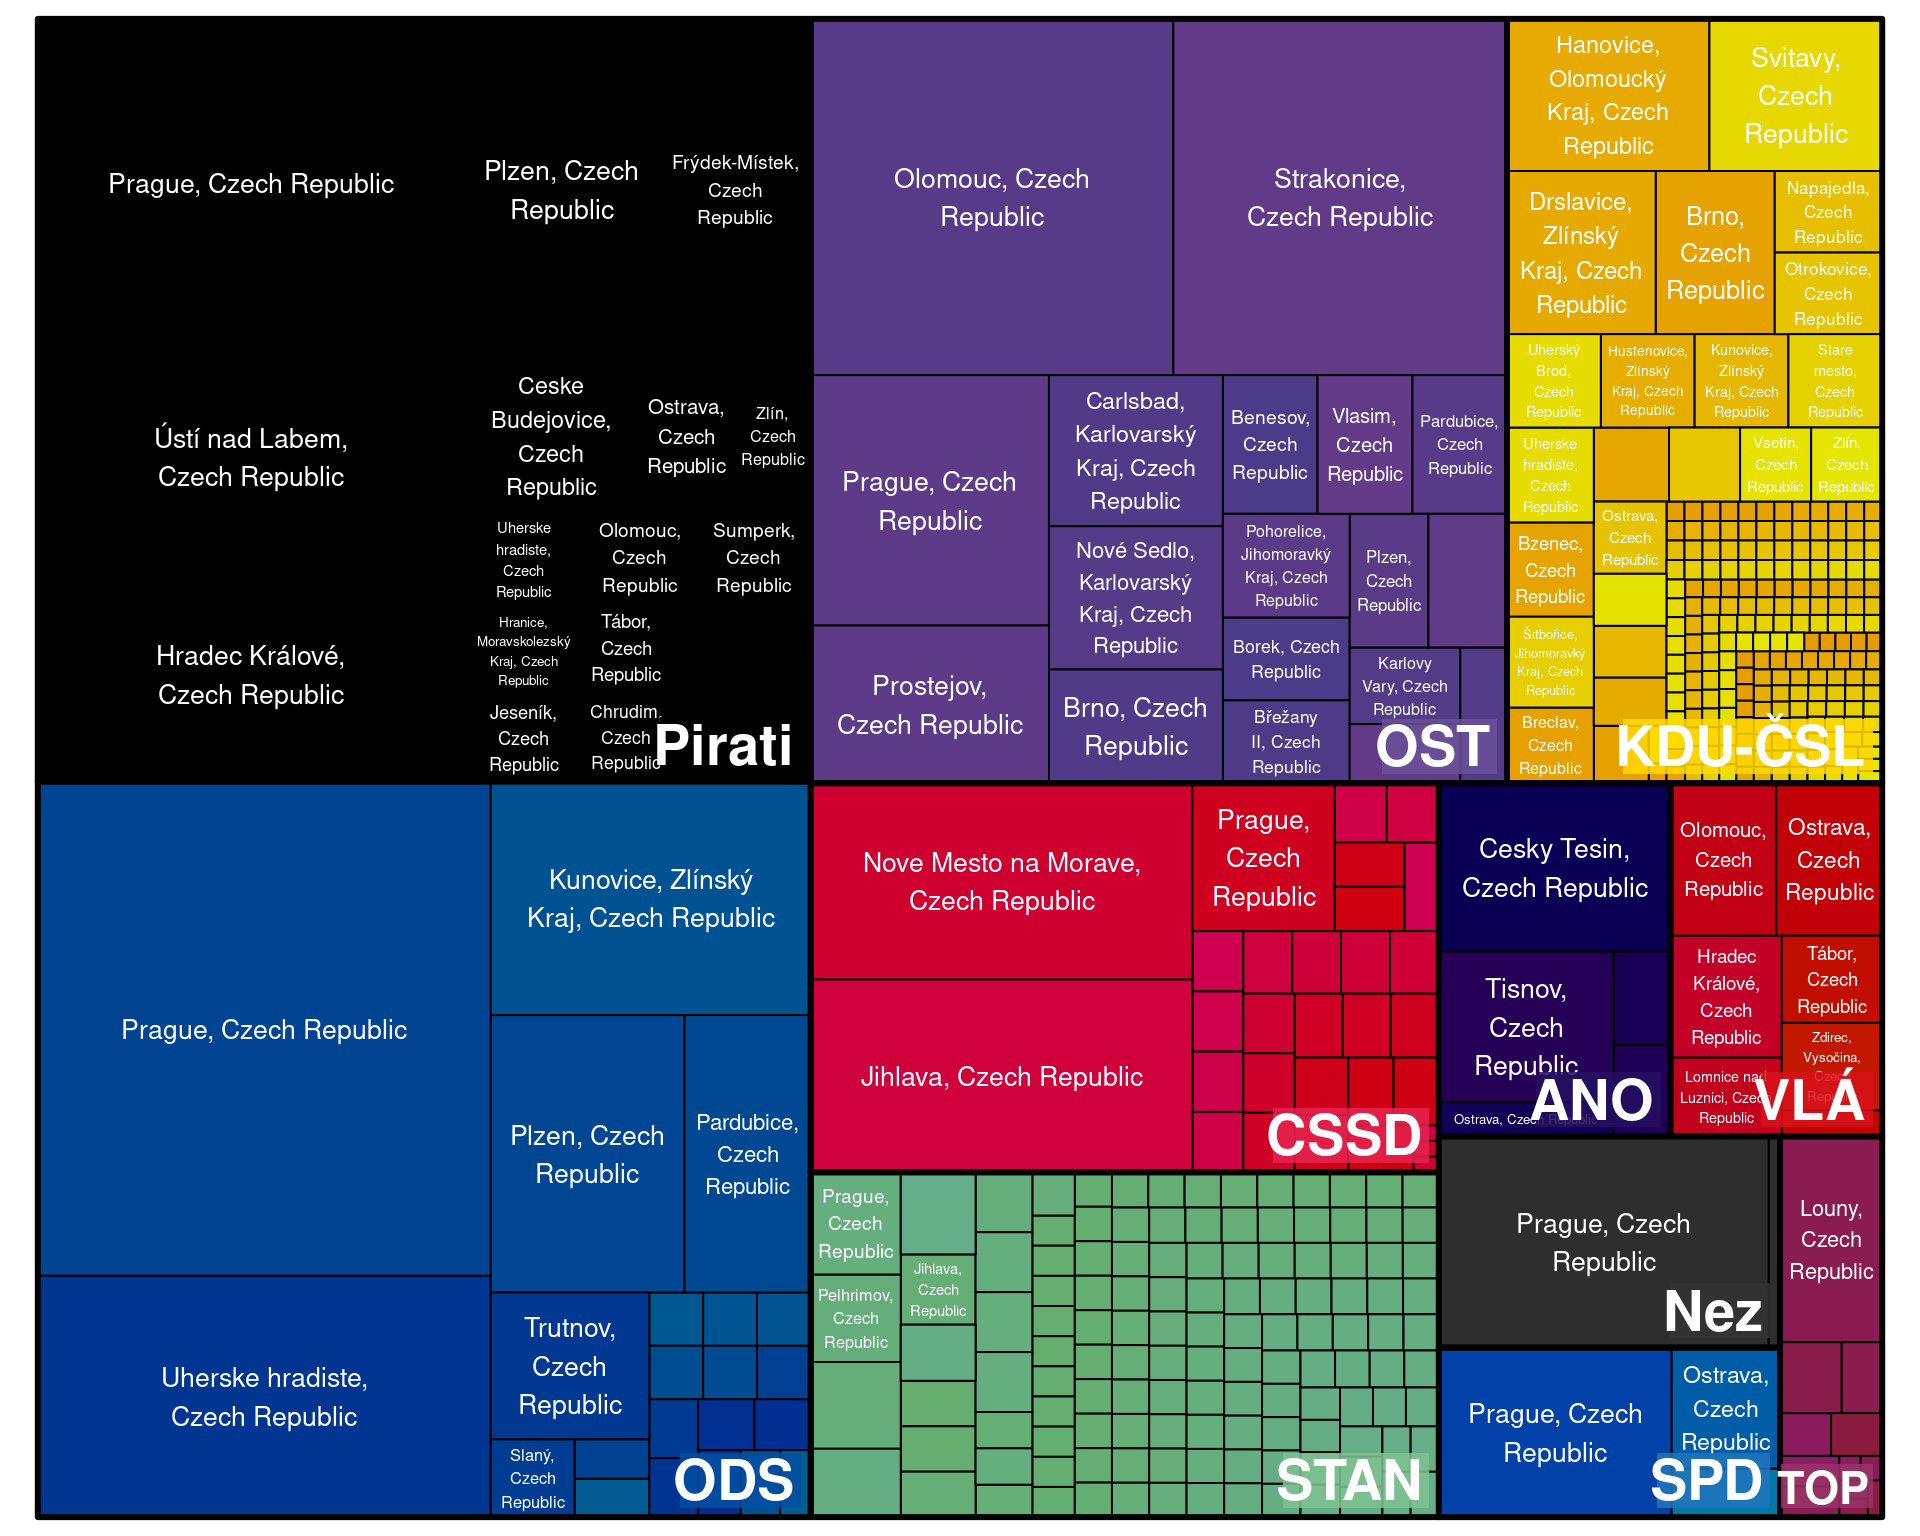 Prague, Czech Republic
Plzen, Czech
Republic
Frýdek-Místek,
Czech
Republic
Ústí nad Labem,
Czech Republic
Ceske
Budejovice,
Czech
Republic
Ostrava,
Czech
Republic
Zlín,
Czech
Republic
Hradec Králové,
Czech Republic
Uherske
hradiste,
Czech
Republic
Olomouc,
Czech
Republic
Sumperk,
Czech
Republic
Hranice,
Moravskolezský
Kraj, Czech
Republic
Tábor,
Czech
Republic
Jeseník,
Czech
Republic
Chrudim,
Czech
Republic
Pirati
Olomouc, Czech
Republic
Strakonice,
Czech Republic
Prague, Czech
Republic
Prostejov,
Czech Republic
Carlsbad,
Karlovarský
Kraj, Czech
Republic
Nové Sedlo,
Karlovarský
Kraj, Czech
Republic
Brno, Czech
Republic
Benesov,
Czech
Republic
Vlasim,
Czech
Republic
Pardubice,
Czech
Republic
Pohorelice,
Jihomoravký
Kraj, Czech
Republic
Plzen,
Czech
Republic
Borek, Czech
Republic
Břežany
II, Czech
Republic
Karlovy
Vary, Czech
Republic
OST
Hanovice,
Olomoucký
Kraj, Czech
Republic
Svitavy,
Czech
Republic
Drslavice,
Zlínský
Kraj, Czech
Republic
Brno,
Czech
Republic
Napajedla,
Czech
Republic
Otrokovice,
Czech
Republic
Uherský
Brod,
Czech
Republic
Hustenovice,
Zlínský
Kraj, Czech
Republic
Kunovice,
Zlínský
Kraj, Czech
Republic
Stare
mesto,
Czech
Republic
Uherske
hradiste,
Czech
Republic
Vsetín,
Czech
Republic
Zlín,
Czech
Republic
Ostrava,
Czech
Republic
Bzenec,
Czech
Republic
Šitbořice,
Jihomoravký
Kraj, Czech
Republic
Breclav,
Czech
Republic
KDU-ČSL
Prague, Czech Republic
Uherske hradiste,
Czech Republic
Kunovice, Zlínský
Kraj, Czech Republic
Plzen, Czech
Republic
Pardubice,
Czech
Republic
Trutnov,
Czech
Republic
Slaný,
Czech
Republic
ODS
Nove Mesto na Morave,
Czech Republic
Jihlava, Czech Republic
Prague,
Czech
Republic
CSSD
Prague,
Czech
Republic
Pelhrimov,
Czech
Republic
Jihlava,
Czech
Republic
STAN
Cesky Tesin,
Czech Republic
Tisnov,
Czech
Republic
Ostrava, Czech Republic
ANO
Olomouc,
Czech
Republic
Ostrava,
Czech
Republic
Hradec
Králové,
Czech
Republic
Tábor,
Czech
Republic
Lomnice nad
Luznici, Czech
Republic
Zdirec,
Vysočina,
Czech
Republic
VLÁ
Prague, Czech
Republic
Nez
Prague, Czech
Republic
Ostrava,
Czech
Republic
SPD
Louny,
Czech
Republic
TOP